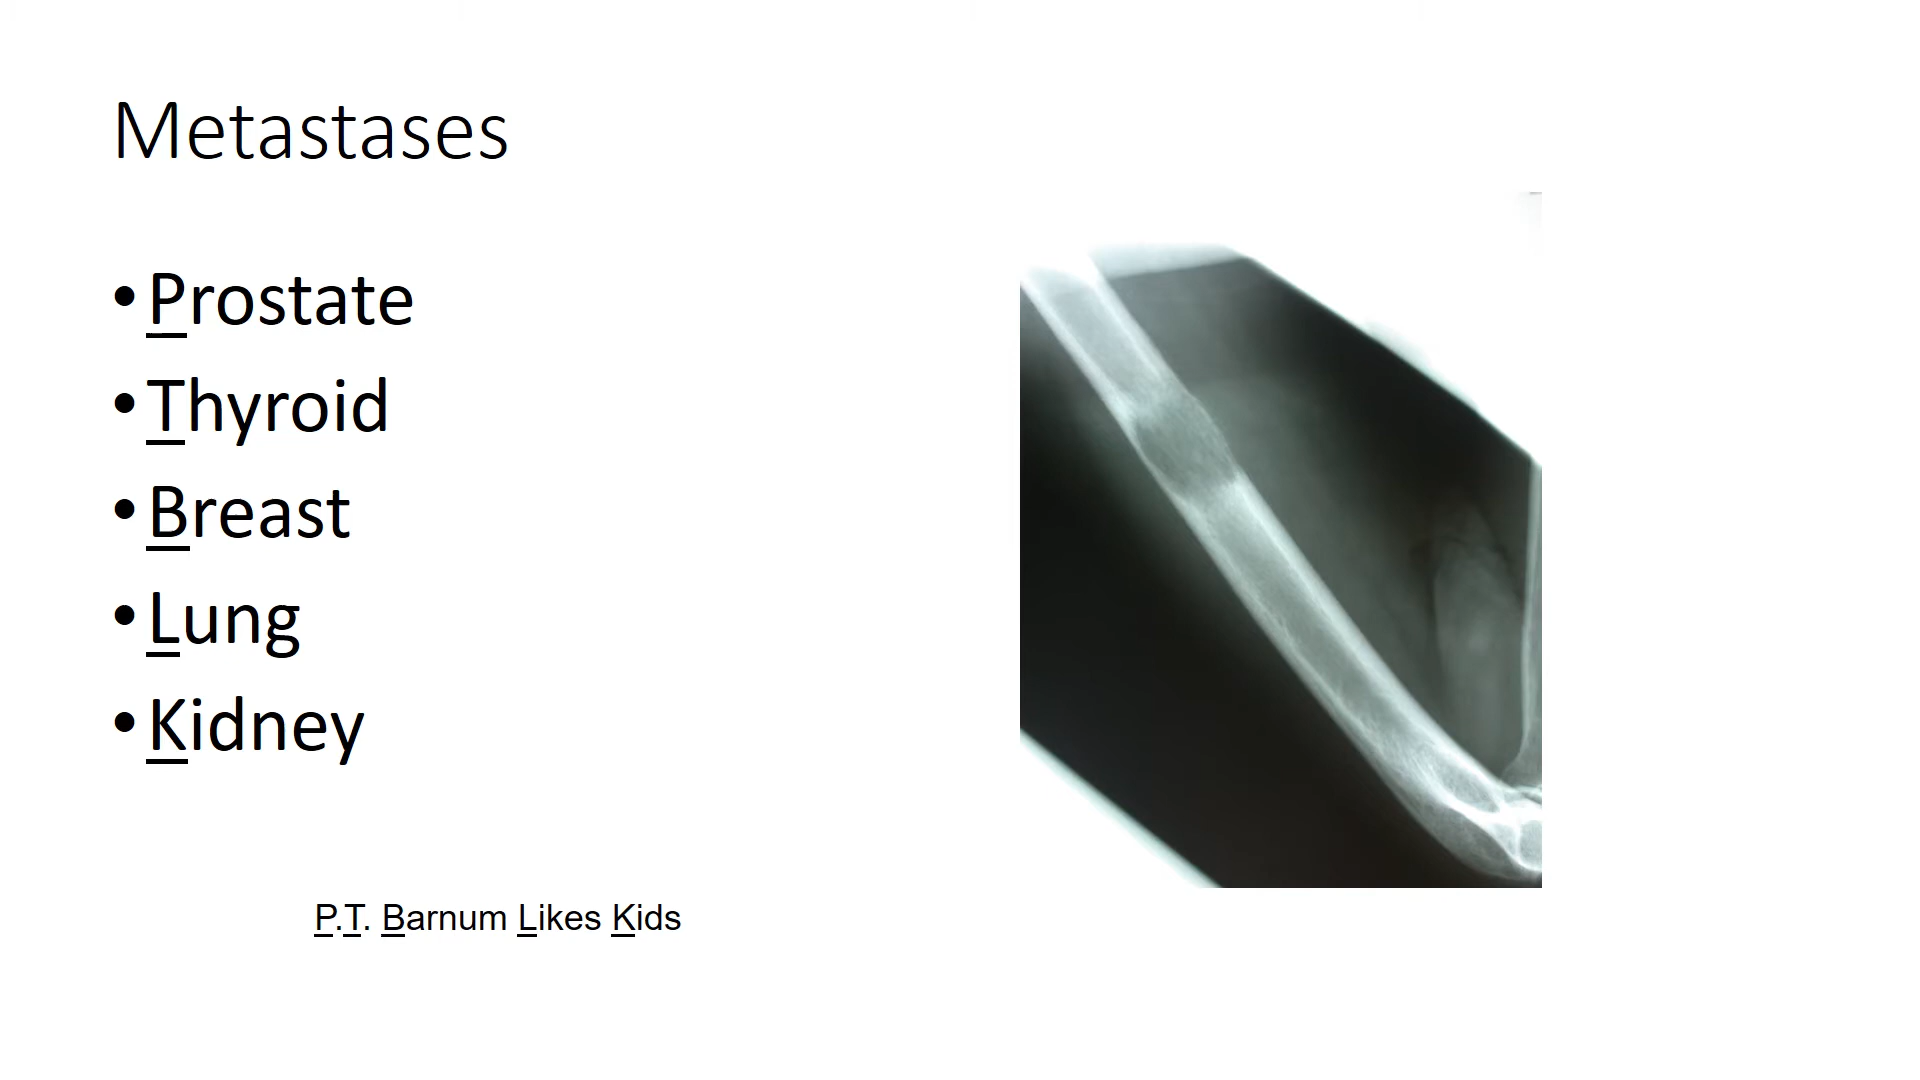 Metastases
• Prostate
• Thyroid
• Breast
• Lung
• Kidney
P.T. Barnum Likes Kids